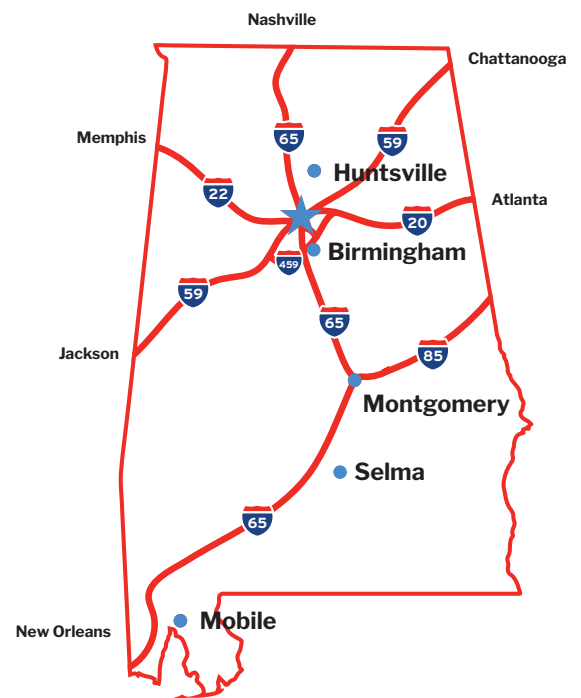 Nashville
Chattanooga
Memphis
65
59
Huntsville
22
Atlanta
20
Birmingham
459
59
65
Jackson
85
Montgomery
Selma
65
Mobile
New Orleans